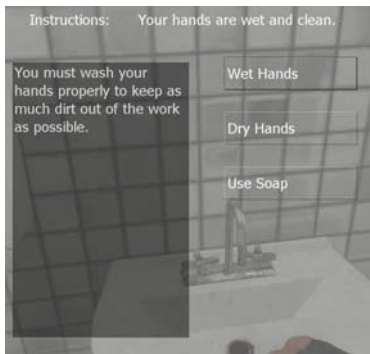 Instructions: Your hands are wet and clean.
You must wash your
hands properly to keep as
much dirt out of the work
as possible.
Wet Hands
Dry Hands
Use Soap